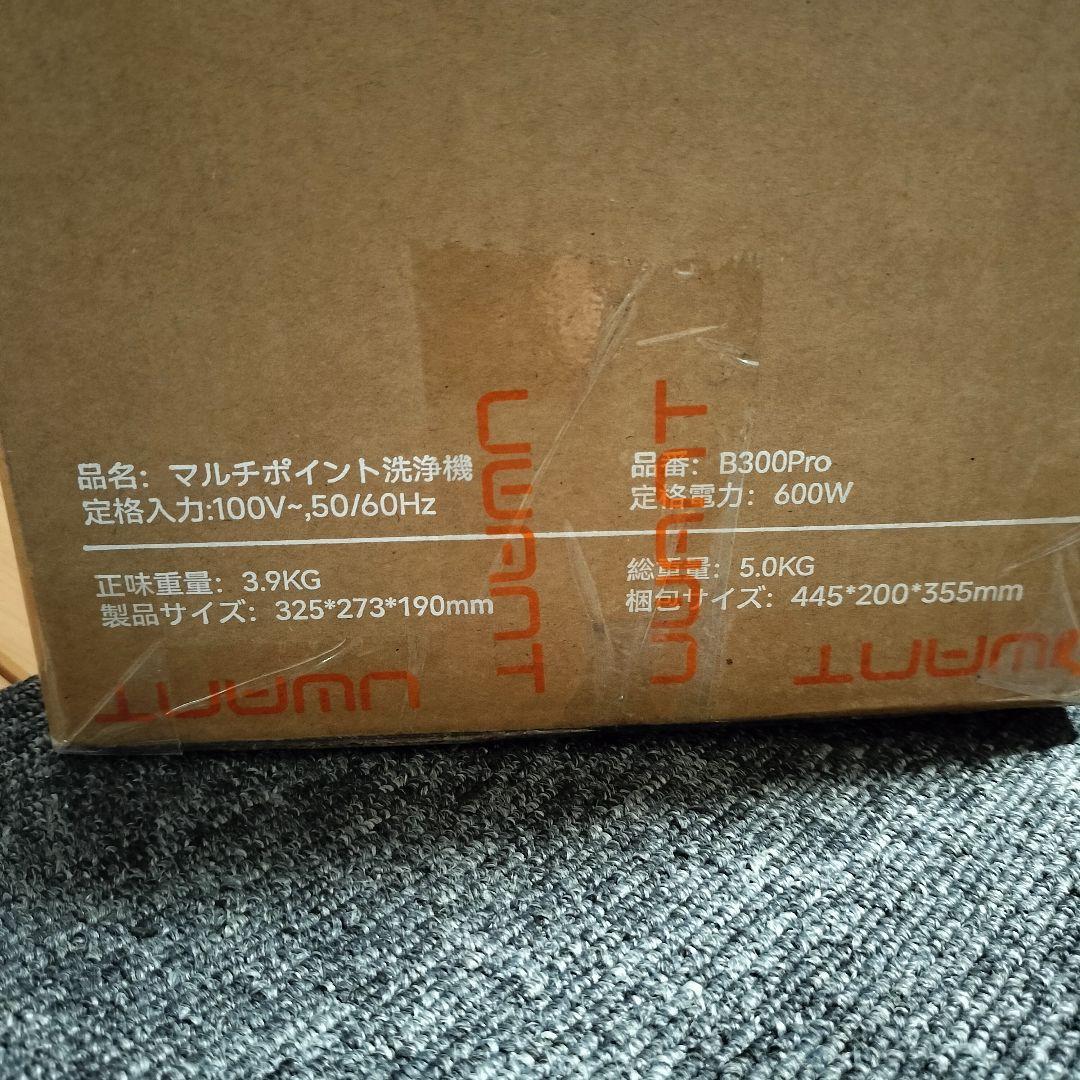 品名：マルチポイント洗浄機
定格入力:100V~,50/60Hz
品番：B300Pro
定格電力：600W
正味重量：3.9KG
製品サイズ：325*273*190mm
総重量：5.0KG
梱包サイズ：445*200*355mm
UWANT
UWANT
UWANT
UWANT